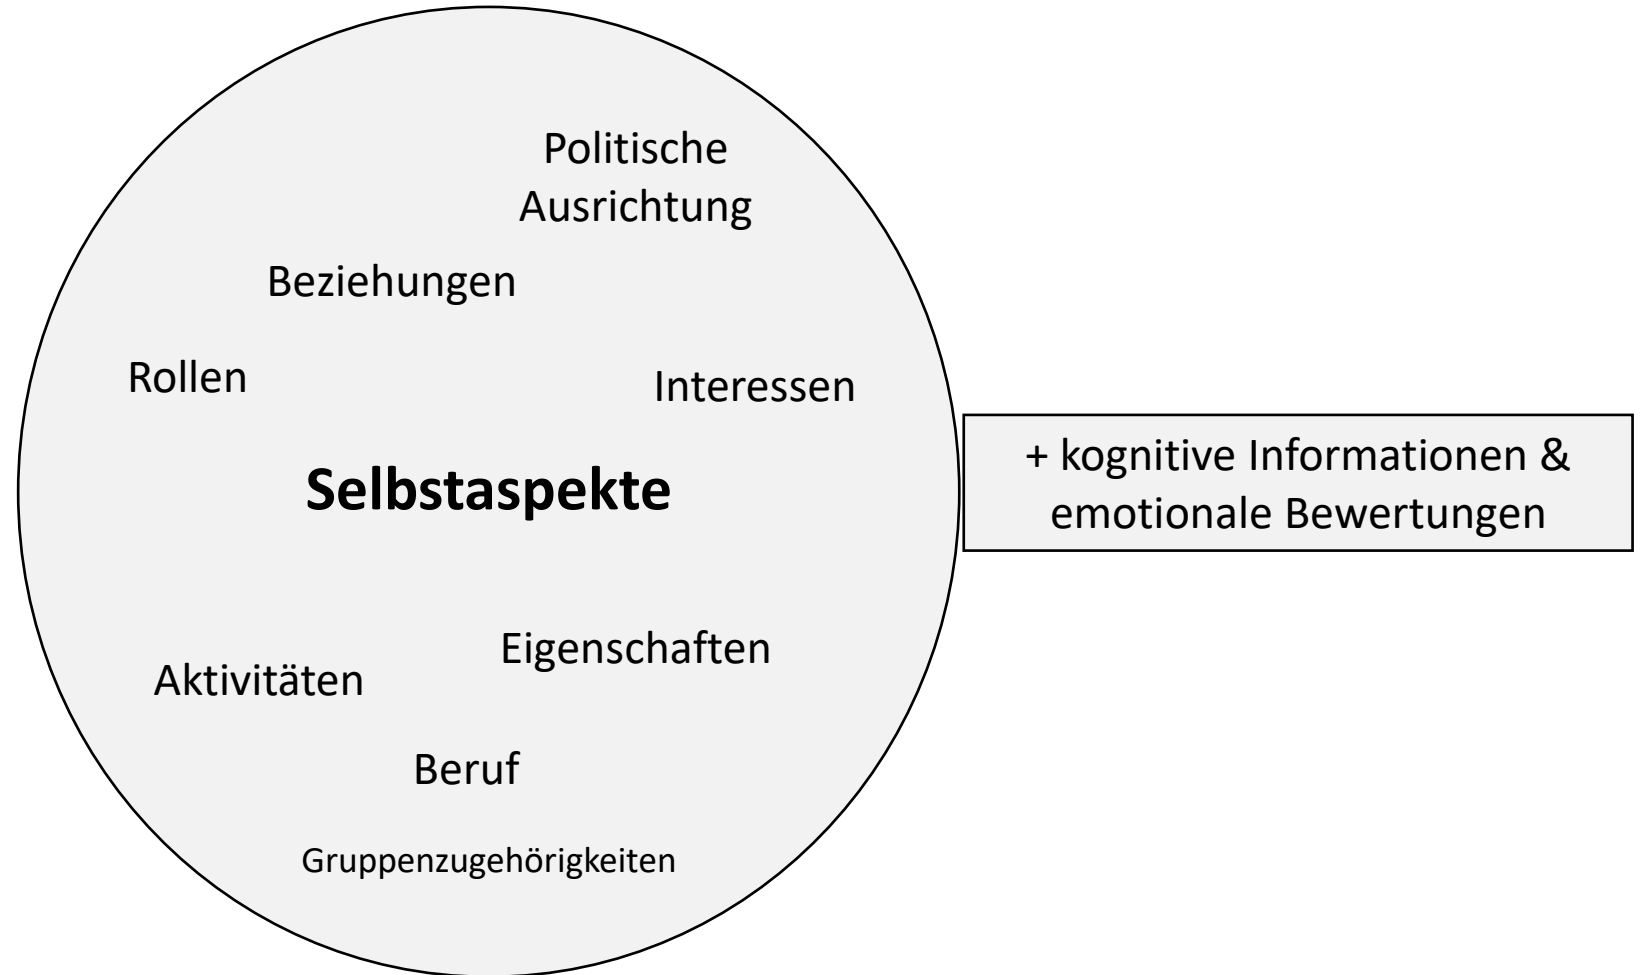 Politische
Ausrichtung
Beziehungen
Rollen
Interessen
+ kognitive Informationen &
emotionale Bewertungen
Selbstaspekte
Eigenschaften
Aktivitäten
Beruf
Gruppenzugehörigkeiten